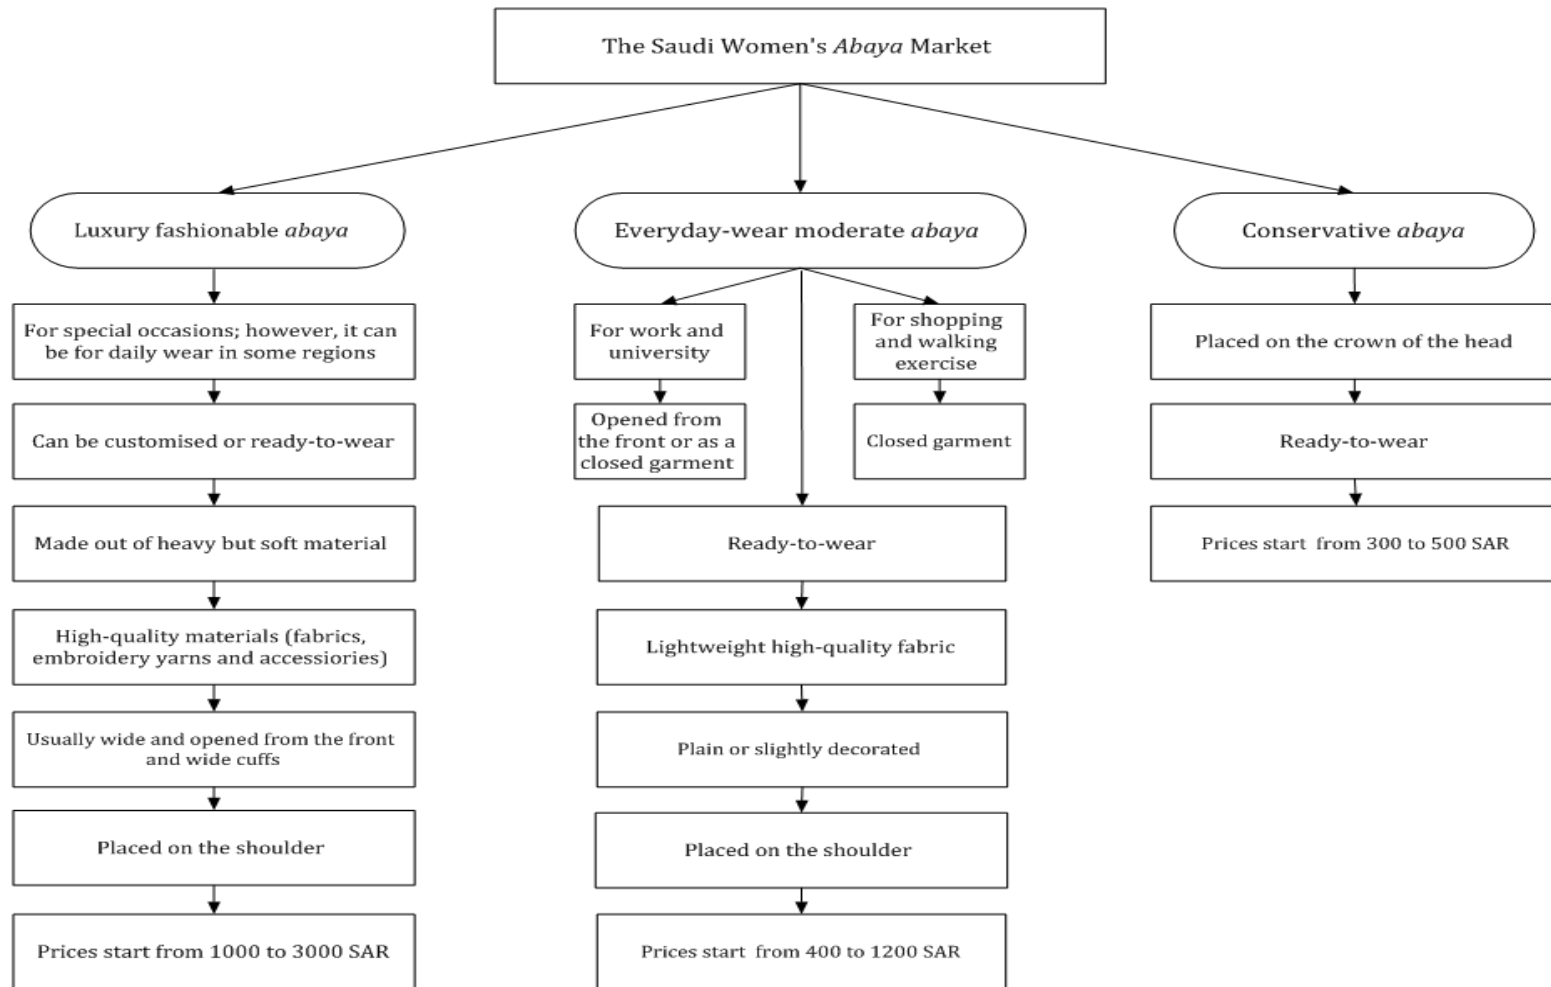 The Saudi Women's Abaya Market
Luxury fashionable abaya
For special occasions; however, it can
be for daily wear in some regions
Can be customised or ready-to-wear
Made out of heavy but soft material
High-quality materials (fabrics,
embroidery yarns and accessiories)
Usually wide and opened from the front
and wide cuffs
Placed on the shoulder
Prices start from 1000 to 3000 SAR
Everyday-wear moderate abaya
For work and
university
Opened from
the front or as a
closed garment
For shopping
and walking
exercise
Closed garment
Ready-to-wear
Lightweight high-quality fabric
Plain or slightly decorated
Placed on the shoulder
Prices start from 400 to 1200 SAR
Conservative abaya
Placed on the crown of the head
Ready-to-wear
Prices start from 300 to 500 SAR